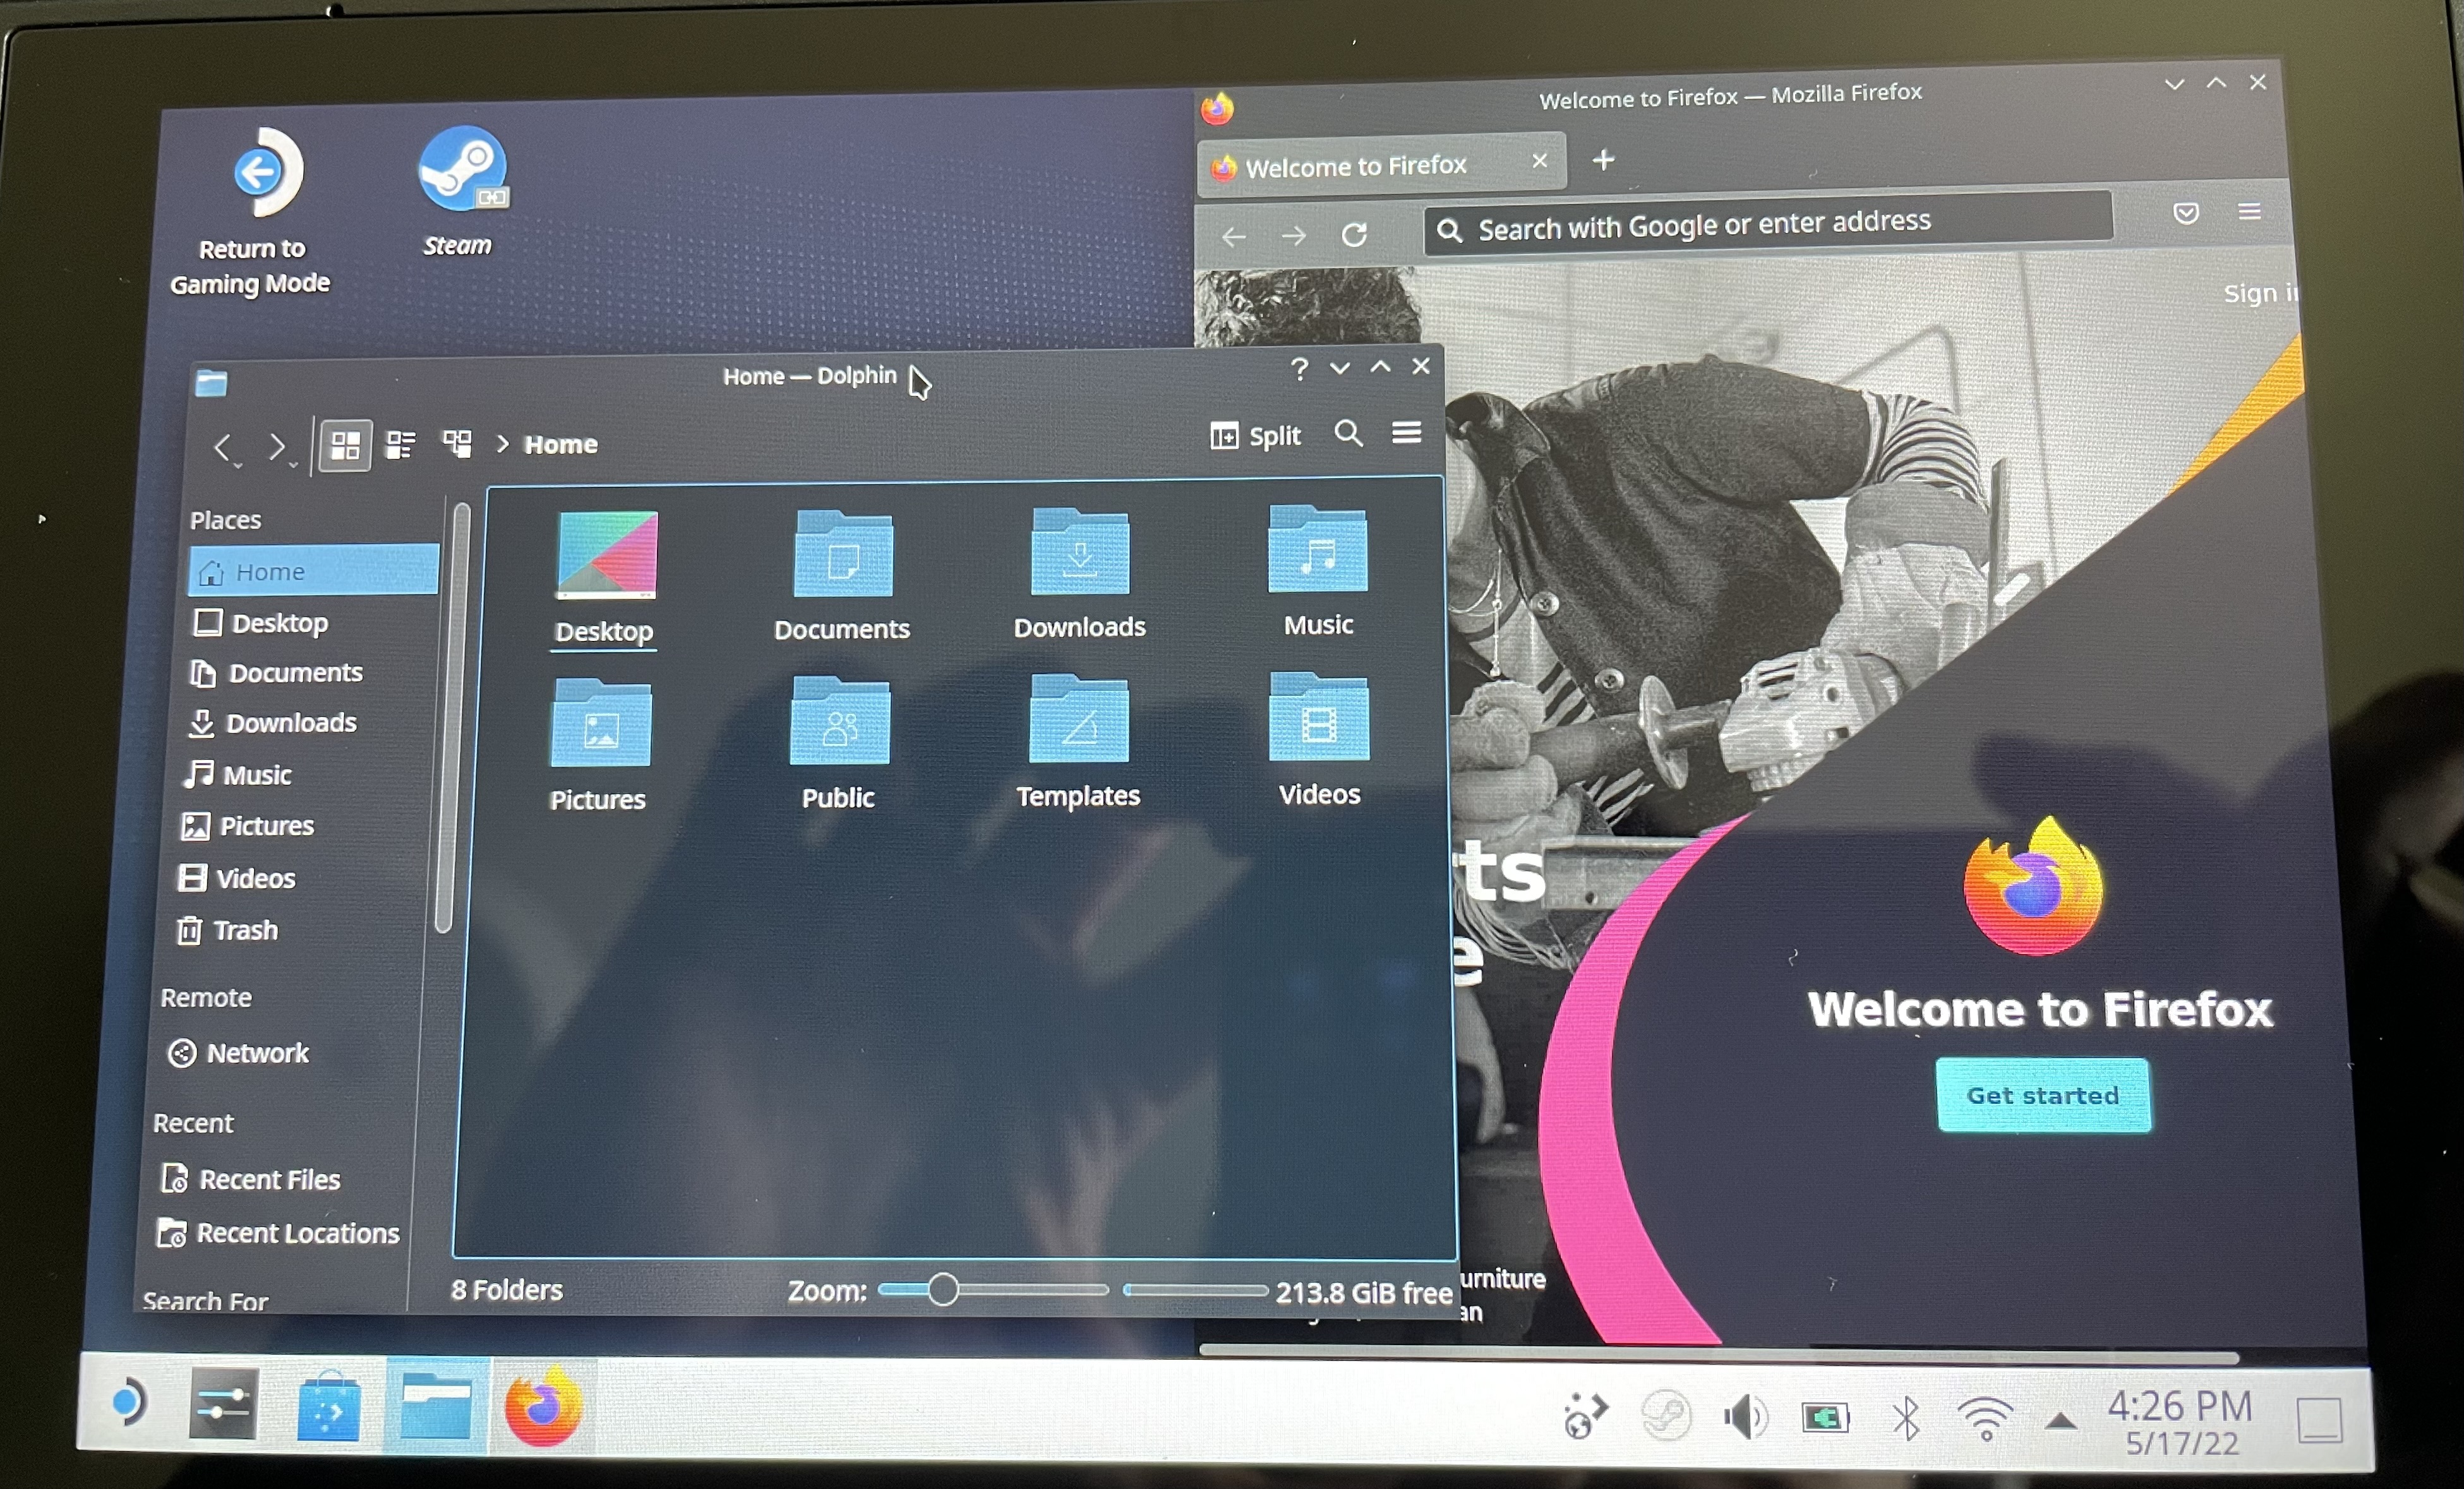 Return to
Gaming Mode
Steam
Welcome to Firefox — Mozilla Firefox
Welcome to Firefox
Search with Google or enter address
Sign i
Home — Dolphin
Home
Split
Places
Home
Desktop
Documents
Downloads
Music
Pictures
Videos
Trash
Remote
Network
Recent
Recent Files
Recent Locations
Search For
Desktop
Documents
Downloads
Music
Pictures
Public
Templates
Videos
8 Folders
Zoom:
213.8 GiB free
ts
e
urniture
an
Welcome to Firefox
Get started
4:26 PM
5/17/22